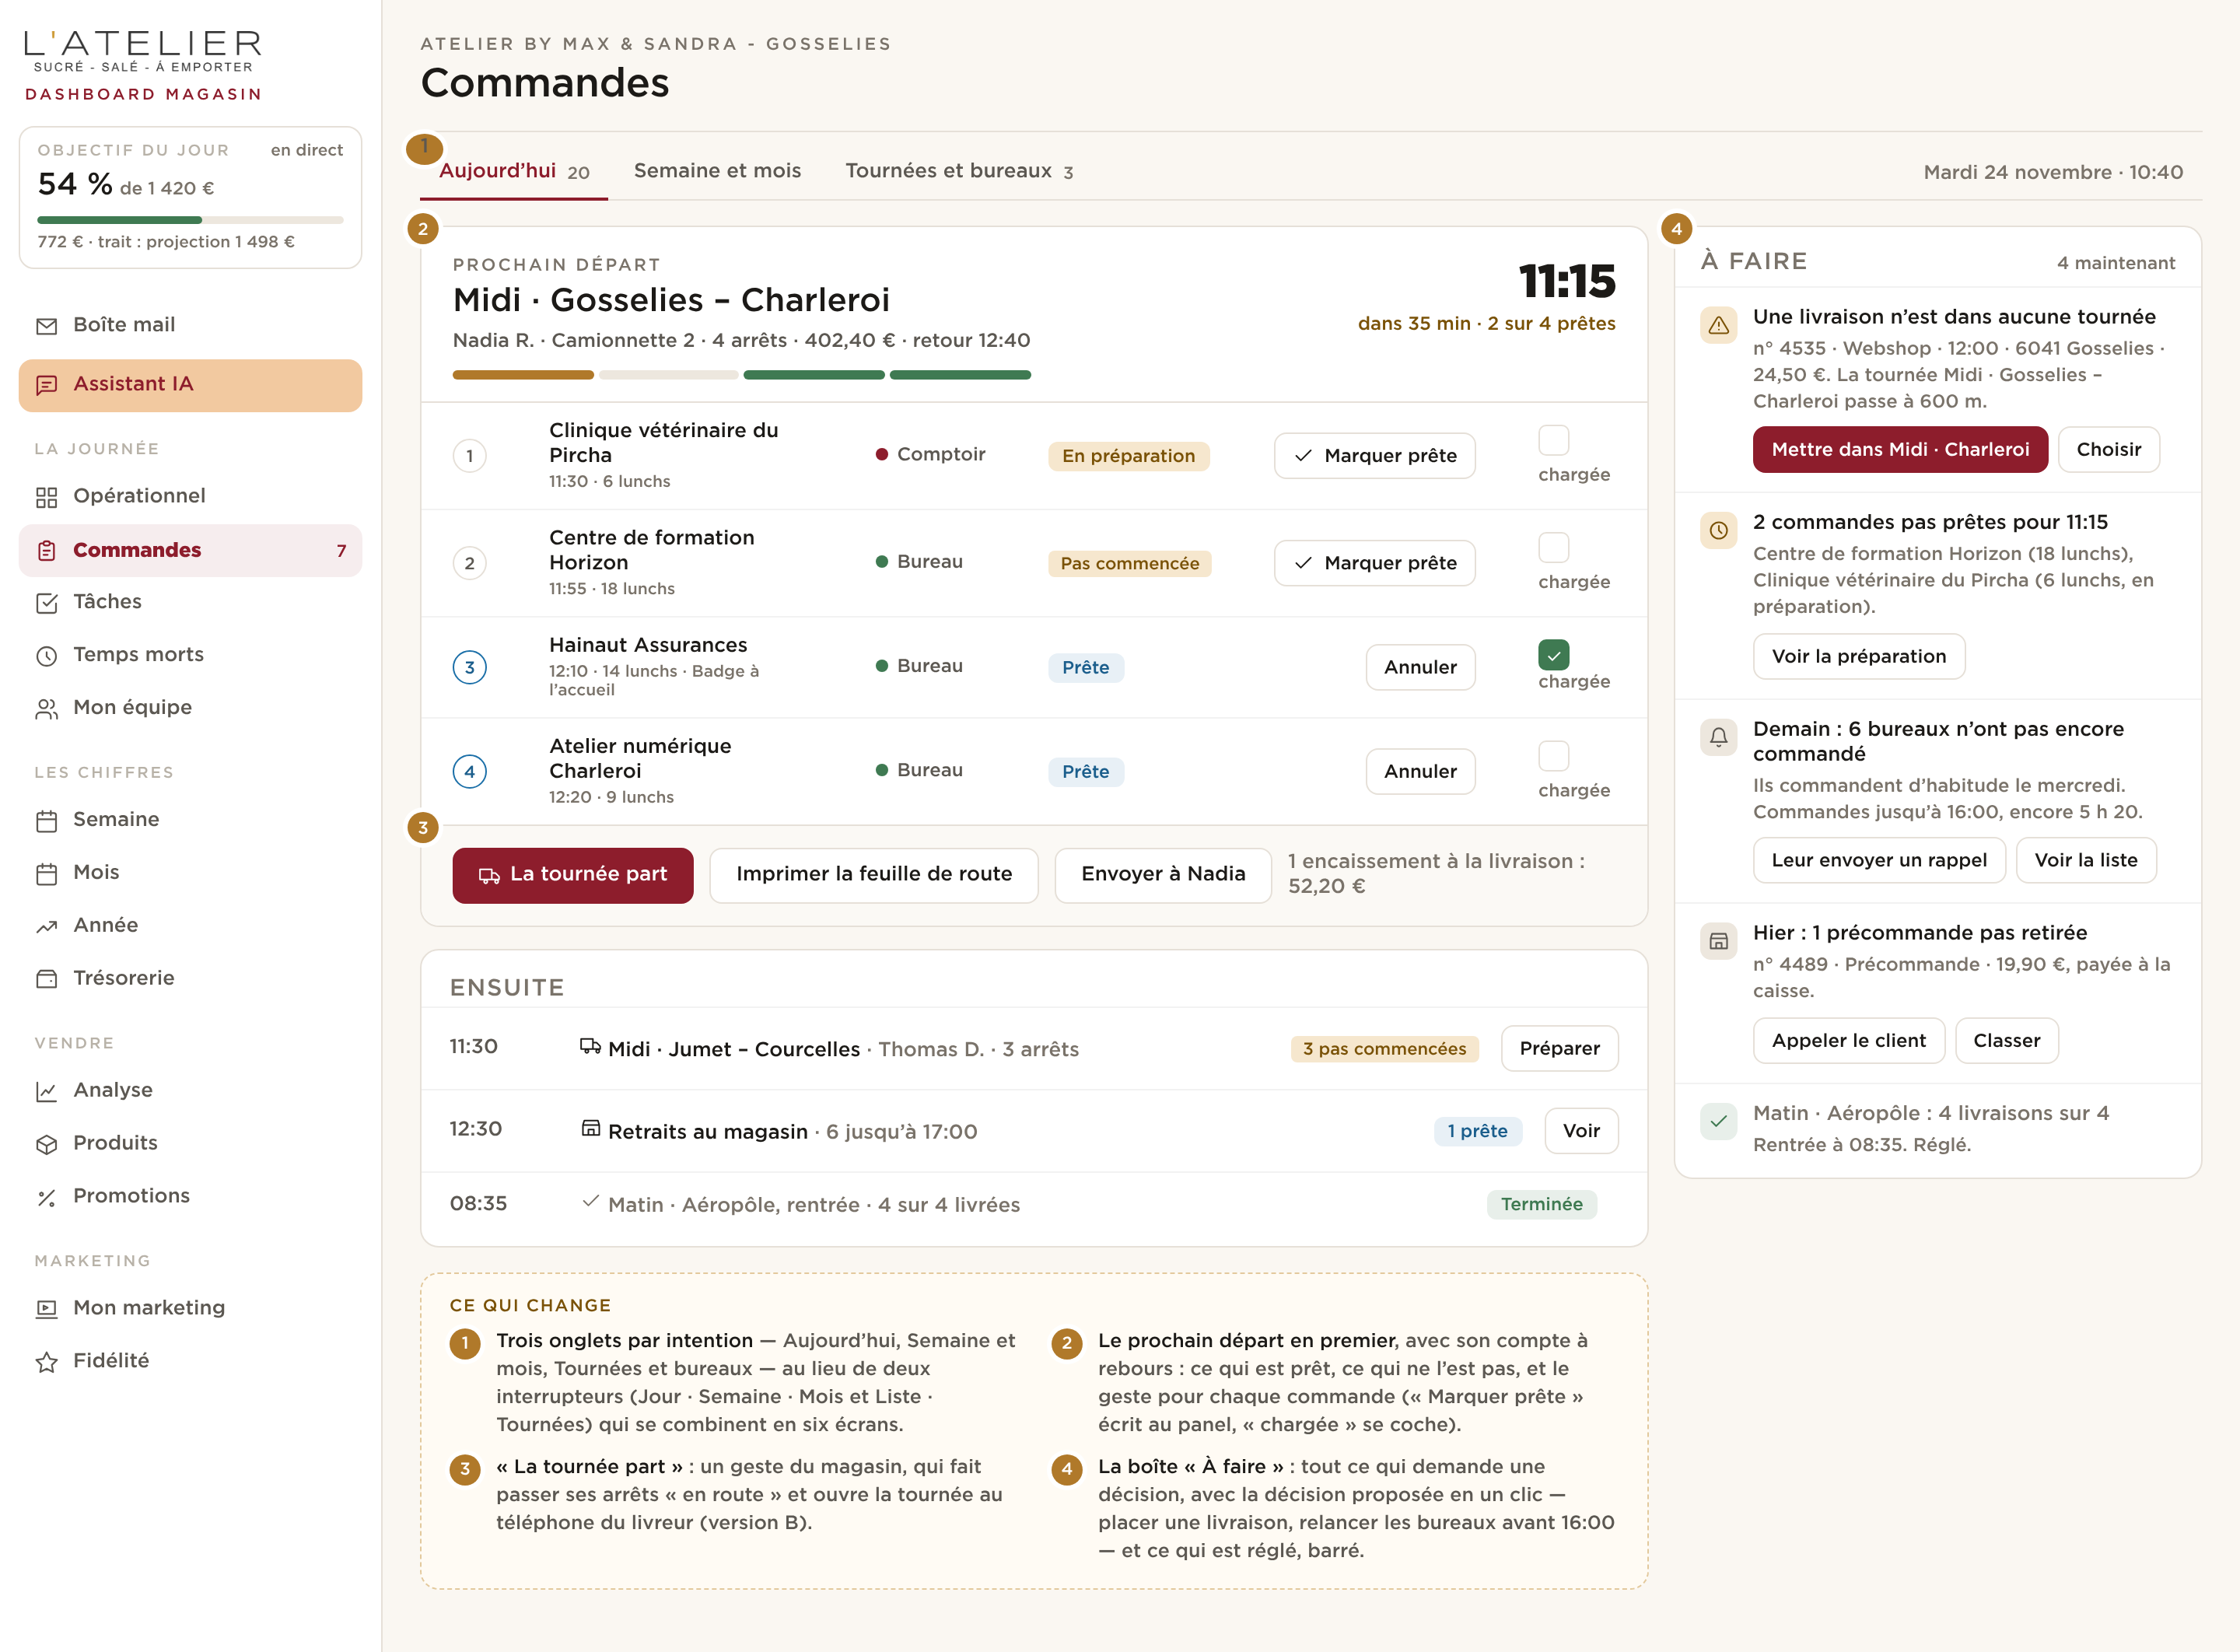 L'ATELIER
SUCRÉ - SALÉ - Á EMPORTER
DASHBOARD MAGASIN
OBJECTIF DU JOUR en direct
54 % de 1 420 €
772 € · trait : projection 1 498 €
Boîte mail
Assistant IA
LA JOURNÉE
Opérationnel
Commandes 7
Tâches
Temps morts
Mon équipe
LES CHIFFRES
Semaine
Mois
Année
Trésorerie
VENDRE
Analyse
Produits
Promotions
MARKETING
Mon marketing
Fidélité
ATELIER BY MAX & SANDRA - GOSSELIES
Commandes
1
Aujourd’hui 20 Semaine et mois Tournées et bureaux 3 Mardi 24 novembre · 10:40
2
PROCHAIN DÉPART
Midi · Gosselies – Charleroi
Nadia R. · Camionnette 2 · 4 arrêts · 402,40 € · retour 12:40
11:15
dans 35 min · 2 sur 4 prêtes
1
Clinique vétérinaire du
Pircha
11:30 · 6 lunchs
Comptoir
En préparation
Marquer prête
chargée
2
Centre de formation
Horizon
11:55 · 18 lunchs
Bureau
Pas commencée
Marquer prête
chargée
3
Hainaut Assurances
12:10 · 14 lunchs · Badge à
l’accueil
Bureau
Prête
Annuler
chargée
4
Atelier numérique
Charleroi
12:20 · 9 lunchs
Bureau
Prête
Annuler
chargée
3
La tournée part
Imprimer la feuille de route
Envoyer à Nadia
1 encaissement à la livraison :
52,20 €
ENSUITE
11:30 Midi · Jumet – Courcelles · Thomas D. · 3 arrêts 3 pas commencées Préparer
12:30 Retraits au magasin · 6 jusqu’à 17:00 1 prête Voir
08:35 Matin · Aéropôle, rentrée · 4 sur 4 livrées Terminée
CE QUI CHANGE
1
Trois onglets par intention — Aujourd’hui, Semaine et
mois, Tournées et bureaux — au lieu de deux
interrupteurs (Jour · Semaine · Mois et Liste ·
Tournées) qui se combinent en six écrans.
2
Le prochain départ en premier, avec son compte à
rebours : ce qui est prêt, ce qui ne l’est pas, et le
geste pour chaque commande (« Marquer prête »
écrit au panel, « chargée » se coche).
3
« La tournée part » : un geste du magasin, qui fait
passer ses arrêts « en route » et ouvre la tournée au
téléphone du livreur (version B).
4
La boîte « À faire » : tout ce qui demande une
décision, avec la décision proposée en un clic —
placer une livraison, relancer les bureaux avant 16:00
— et ce qui est réglé, barré.
4
À FAIRE 4 maintenant
Une livraison n’est dans aucune tournée
n° 4535 · Webshop · 12:00 · 6041 Gosselies ·
24,50 €. La tournée Midi · Gosselies –
Charleroi passe à 600 m.
Mettre dans Midi · Charleroi Choisir
2 commandes pas prêtes pour 11:15
Centre de formation Horizon (18 lunchs),
Clinique vétérinaire du Pircha (6 lunchs, en
préparation).
Voir la préparation
Demain : 6 bureaux n’ont pas encore
commandé
Ils commandent d’habitude le mercredi.
Commandes jusqu’à 16:00, encore 5 h 20.
Leur envoyer un rappel Voir la liste
Hier : 1 précommande pas retirée
n° 4489 · Précommande · 19,90 €, payée à la
caisse.
Appeler le client Classer
Matin · Aéropôle : 4 livraisons sur 4
Rentrée à 08:35. Réglé.